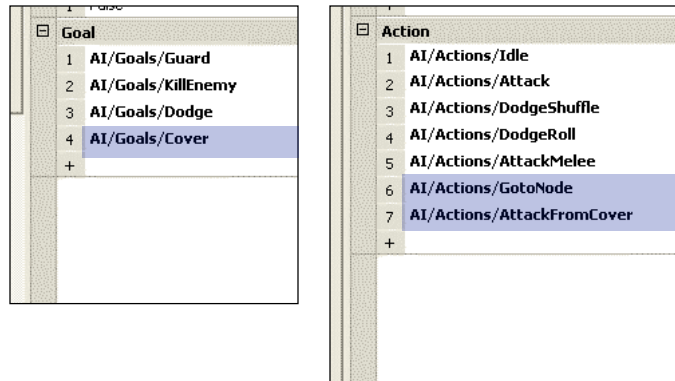 Goal
1 AI/Goals/Guard
2 AI/Goals/KillEnemy
3 AI/Goals/Dodge
4 AI/Goals/Cover
+
Action
1 AI/Actions/Idle
2 AI/Actions/Attack
3 AI/Actions/DodgeShuffle
4 AI/Actions/DodgeRoll
5 AI/Actions/AttackMelee
6 AI/Actions/GotoNode
7 AI/Actions/AttackFromCover
+